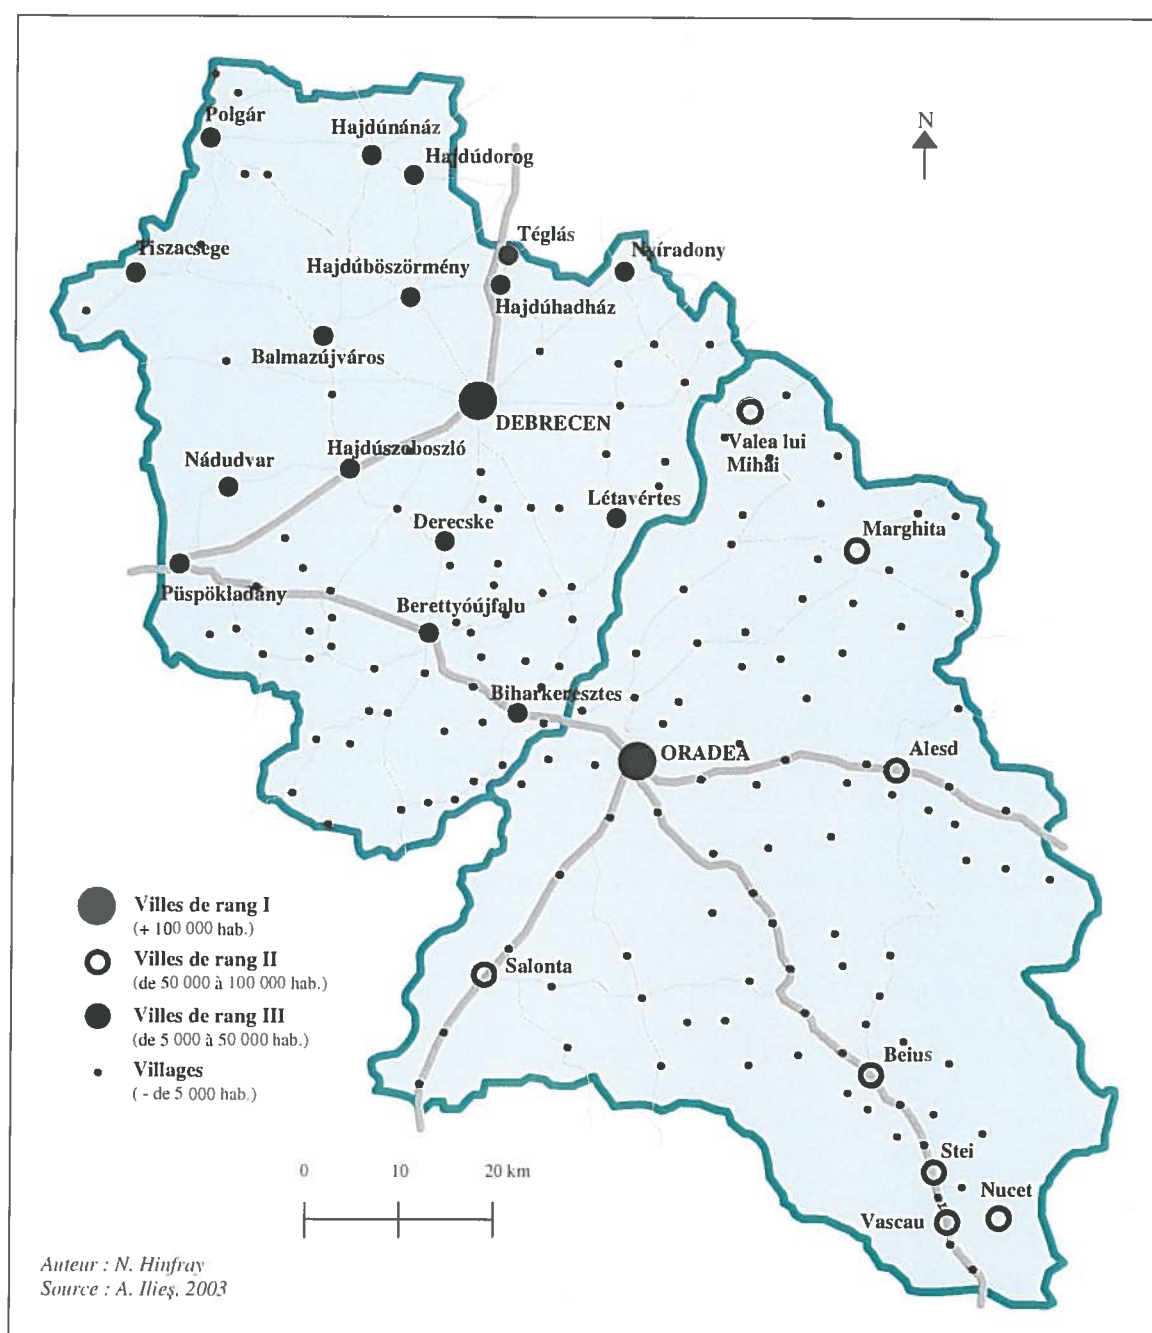 N
Polgár
Hajdúnánáz
Hajdúdorog
Téglás
Tiszacsege
Nyíradony
Hajdúböszörmény
Hajdúhadház
Balmazújváros
DEBRECEN
Valea lui
Mihai
Hajdúszoboszló
Nádudvar
Létavértes
Derecske
Marghita
Püspökladány
Berettyóújfalu
Biharkeresztes
ORADEA
Alesd
Villes de rang I
(+ 100 000 hab.)
Villes de rang II
(de 50 000 à 100 000 hab.)
Villes de rang III
(de 5 000 à 50 000 hab.)
Villages
( - de 5 000 hab.)
Salonta
Beius
Stei
Nucet
Vascau
0 10 20 km
Auteur : N. Hinfray
Source : A. Ilieş, 2003